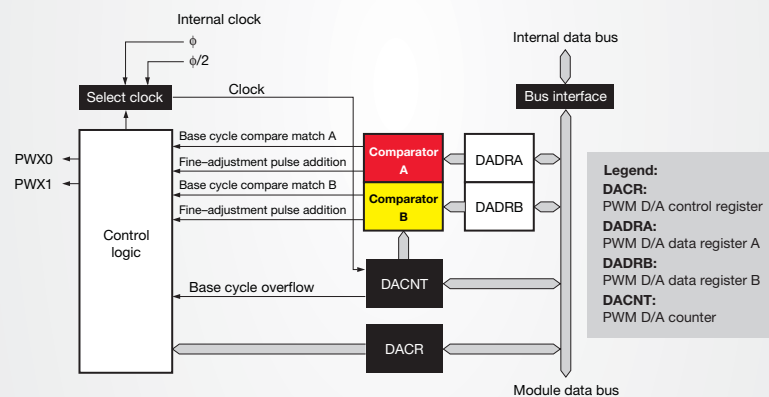 Internal clock
ϕ
ϕ/2
Internal data bus
Select clock
Clock
Bus interface
PWX0
PWX1
Control
logic
Base cycle compare match A
Fine–adjustment pulse addition
Base cycle compare match B
Fine–adjustment pulse addition
Base cycle overflow
Comparator
A
Comparator
B
DADRA
DADRB
DACNT
DACR
Module data bus
Legend:
DACR:
PWM D/A control register
DADRA:
PWM D/A data register A
DADRB:
PWM D/A data register B
DACNT:
PWM D/A counter